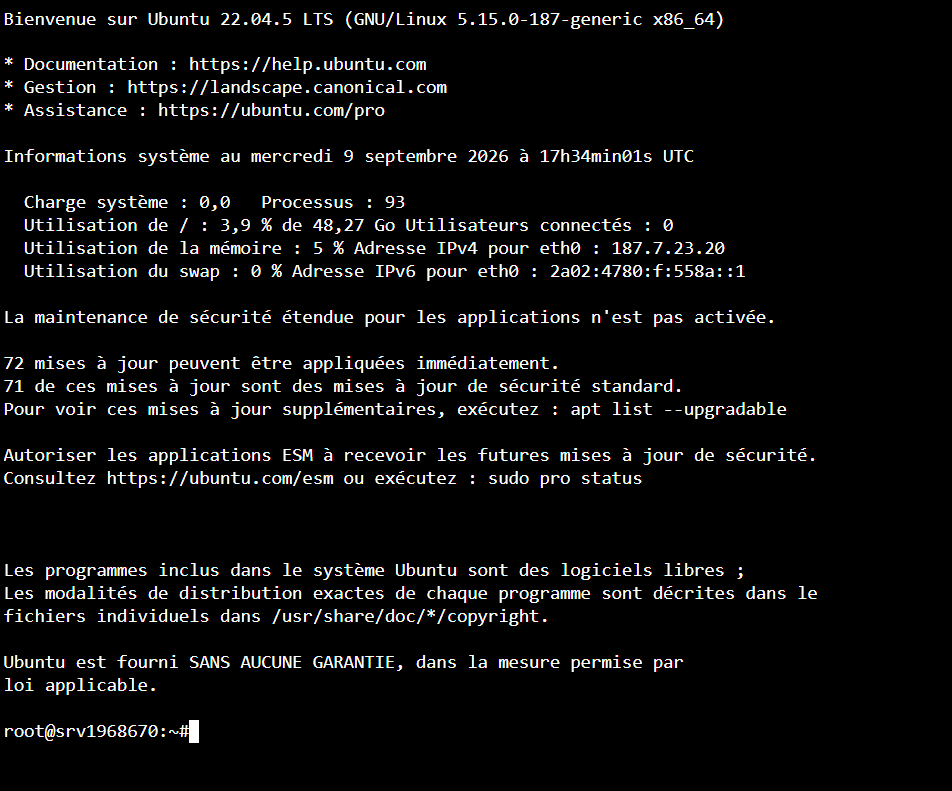 Bienvenue sur Ubuntu 22.04.5 LTS (GNU/Linux 5.15.0-187-generic x86_64)
* Documentation : https://help.ubuntu.com
* Gestion : https://landscape.canonical.com
* Assistance : https://ubuntu.com/pro
Informations système au mercredi 9 septembre 2026 à 17h34min01s UTC
Charge système : 0,0 Processus : 93
Utilisation de / : 3,9 % de 48,27 Go Utilisateurs connectés : 0
Utilisation de la mémoire : 5 % Adresse IPv4 pour eth0 : 187.7.23.20
Utilisation du swap : 0 % Adresse IPv6 pour eth0 : 2a02:4780:f:558a::1
La maintenance de sécurité étendue pour les applications n'est pas activée.
72 mises à jour peuvent être appliquées immédiatement.
71 de ces mises à jour sont des mises à jour de sécurité standard.
Pour voir ces mises à jour supplémentaires, exécutez : apt list --upgradable
Autoriser les applications ESM à recevoir les futures mises à jour de sécurité.
Consultez https://ubuntu.com/esm ou exécutez : sudo pro status
Les programmes inclus dans le système Ubuntu sont des logiciels libres ;
Les modalités de distribution exactes de chaque programme sont décrites dans le
fichiers individuels dans /usr/share/doc/*/copyright.
Ubuntu est fourni SANS AUCUNE GARANTIE, dans la mesure permise par
loi applicable.
root@srv1968670:~#